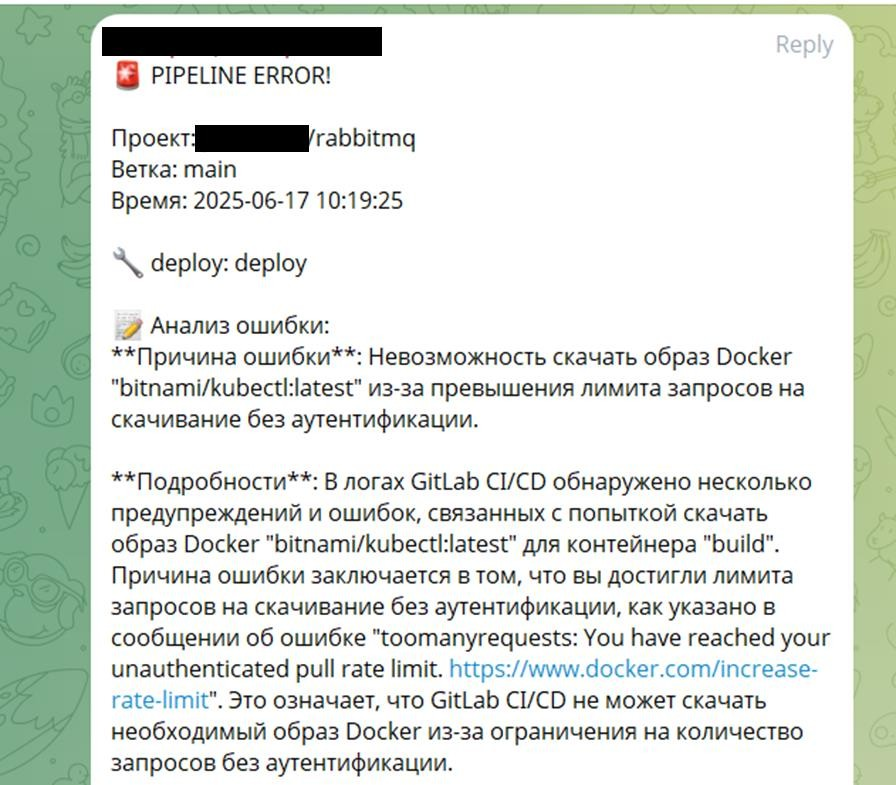 Reply
🚨 PIPELINE ERROR!
Проект: /rabbitmq
Ветка: main
Время: 2025-06-17 10:19:25
🔧 deploy: deploy
📝 Анализ ошибки:
**Причина ошибки**: Невозможность скачать образ Docker
"bitnami/kubectl:latest" из-за превышения лимита запросов на
скачивание без аутентификации.
**Подробности**: В логах GitLab CI/CD обнаружено несколько
предупреждений и ошибок, связанных с попыткой скачать
образ Docker "bitnami/kubectl:latest" для контейнера "build".
Причина ошибки заключается в том, что вы достигли лимита
запросов на скачивание без аутентификации, как указано в
сообщении об ошибке "toomanyrequests: You have reached your
unauthenticated pull rate limit. https://www.docker.com/increase-
rate-limit". Это означает, что GitLab CI/CD не может скачать
необходимый образ Docker из-за ограничения на количество
запросов без аутентификации.